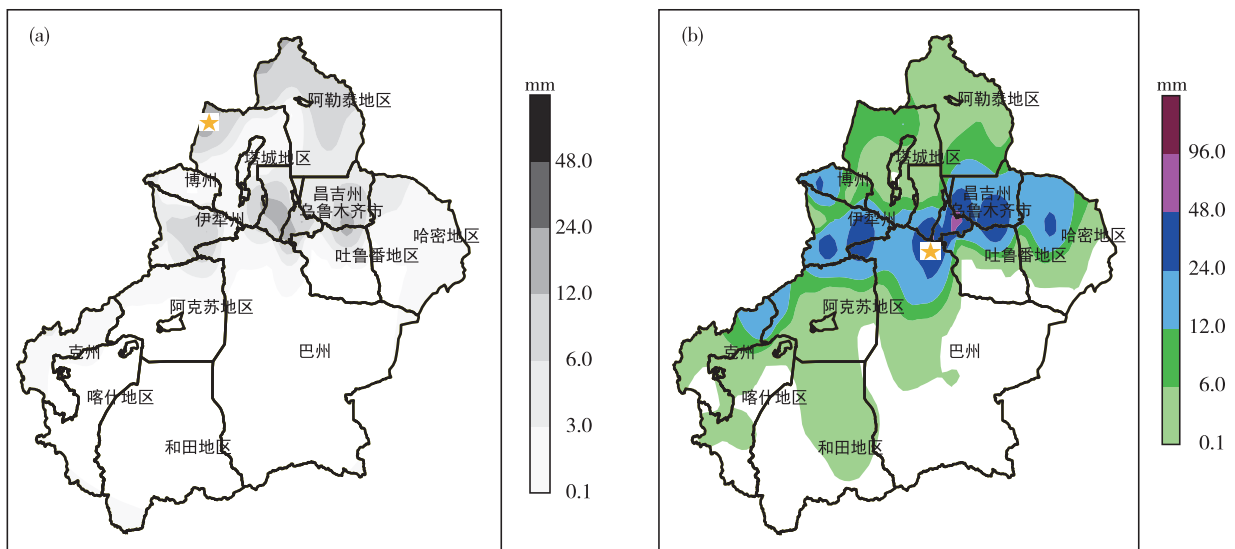 (a)
阿勒泰地区
塔城地区
博州
昌吉州
乌鲁木齐市
伊犁州
哈密地区
吐鲁番地区
阿克苏地区
巴州
克州
喀什地区
和田地区
mm
48.0
24.0
12.0
6.0
3.0
0.1
(b)
阿勒泰地区
塔城地区
博州
昌吉州
乌鲁木齐市
伊犁州
哈密地区
吐鲁番地区
阿克苏地区
巴州
克州
喀什地区
和田地区
mm
96.0
48.0
24.0
12.0
6.0
0.1